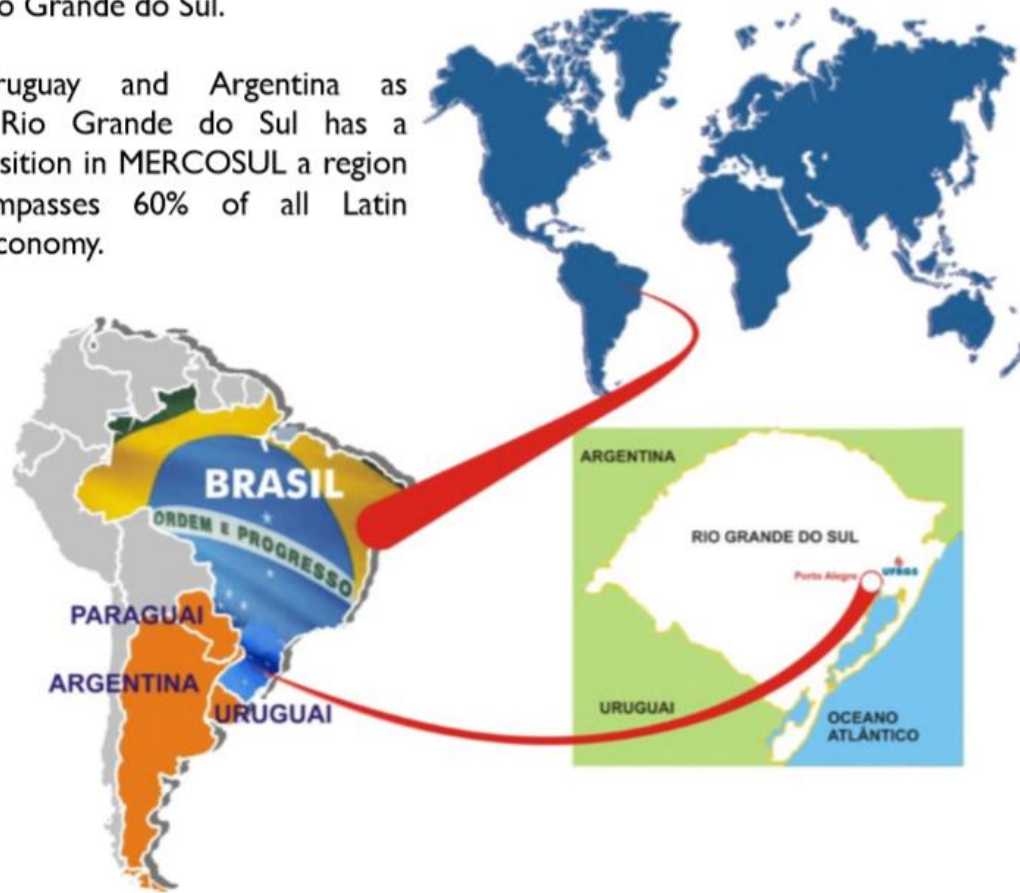 o Grande do Sul.
ruguay and Argentina as
Rio Grande do Sul has a
sition in MERCOSUL a region
mpasses 60% of all Latin
conomy.
BRASIL
ORDEM E PROGRESSO
PARAGUAI
ARGENTINA
URUGUAI
ARGENTINA
RIO GRANDE DO SUL
Porto Alegre
UFRGS
URUGUAI
OCEANO
ATLÂNTICO